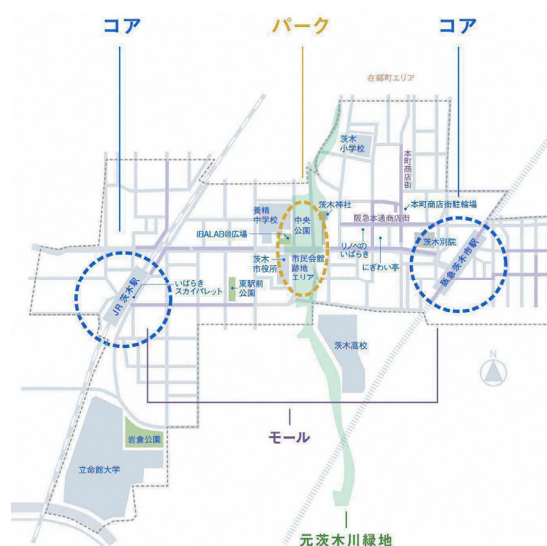 コア
パーク
コア
在郷町エリア
茨木
小学校
本町商店街
養精
中学校
中央
公園
茨木神社
本町商店街駐輪場
阪急本通商店街
IBALAB@広場
リノベの
いばらき
茨木別院
にぎわい亭
阪急茨木市駅
茨木
市役所
市民会館
跡地
エリア
JR 茨木駅
いばらき
スカイパレット
東駅前
公園
茨木高校
N
モール
岩倉公園
立命館大学
元茨木川緑地